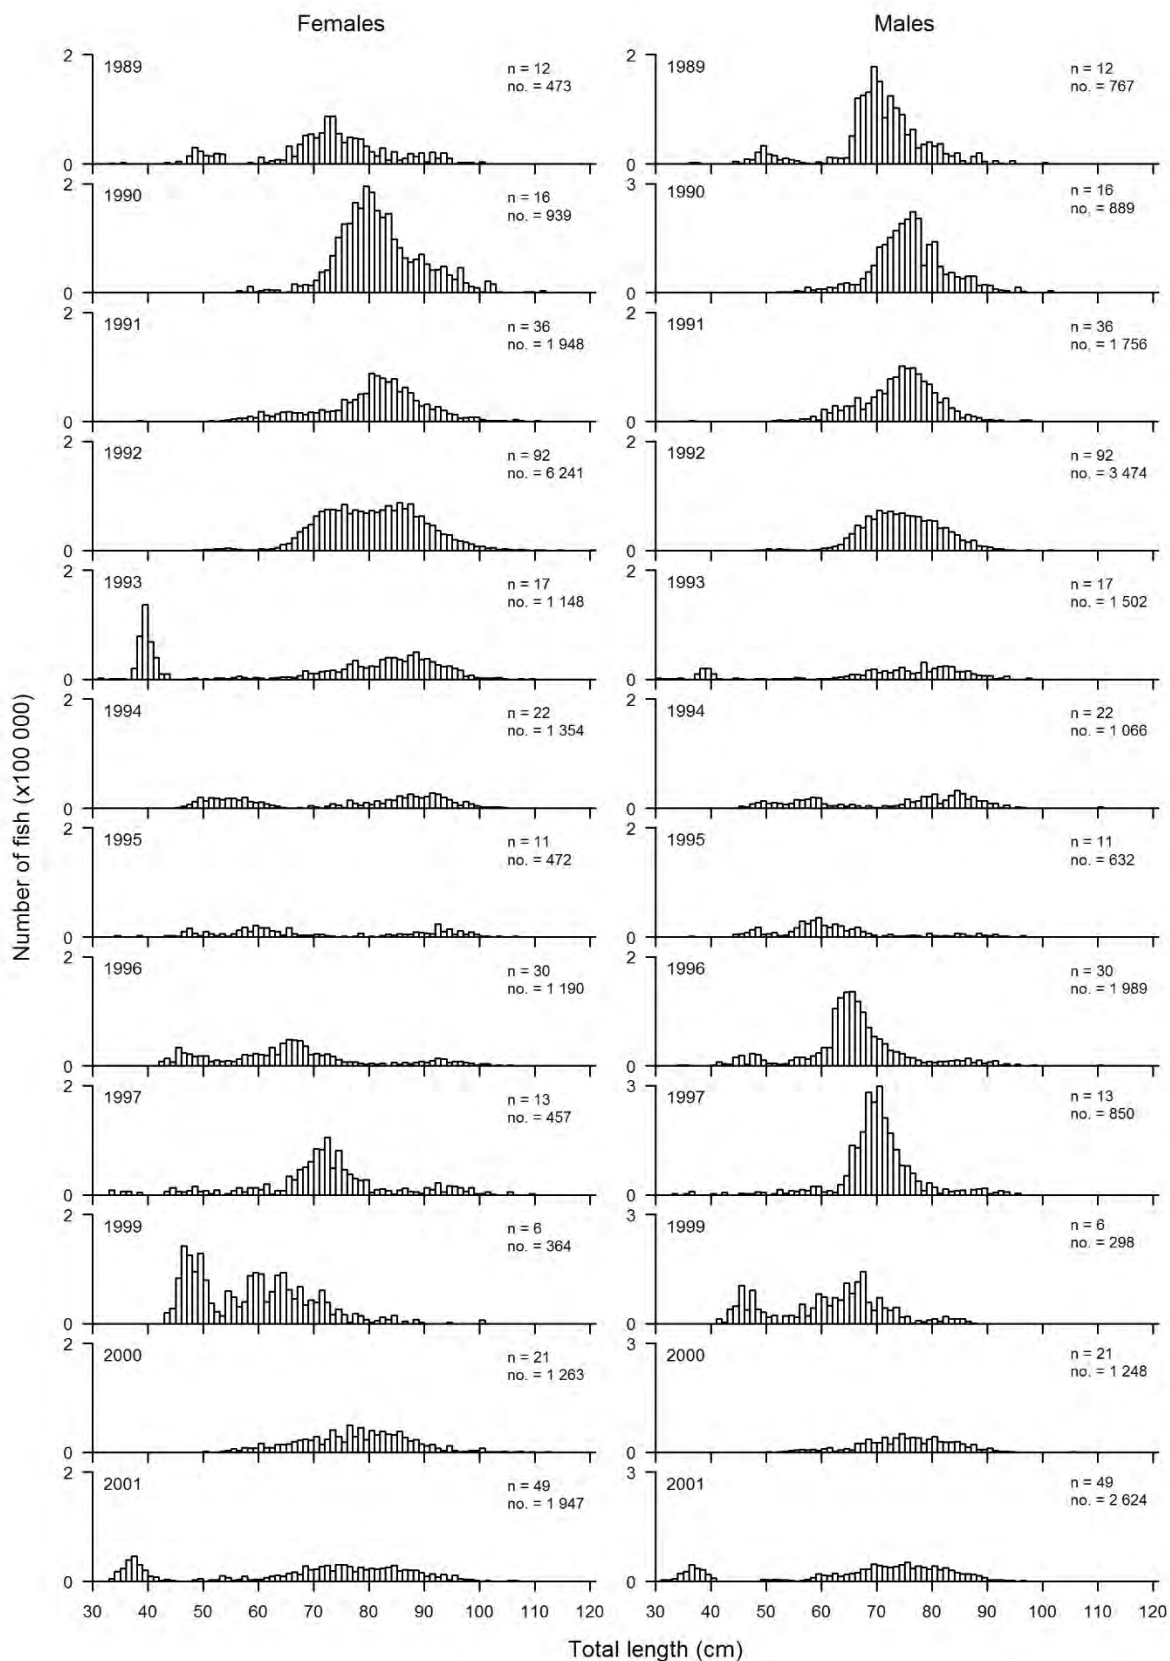 Females Males
2 1989 n = 12 2 1989 n = 12
no. = 473 no. = 767
0 0
2 1990 n = 16 3 1990 n = 16
no. = 939 no. = 889
0 0
2 1991 n = 36 2 1991 n = 36
no. = 1 948 no. = 1 756
0 0
2 1992 n = 92 2 1992 n = 92
no. = 6 241 no. = 3 474
0 0
2 1993 n = 17 2 1993 n = 17
no. = 1 148 no. = 1 502
0 0
2 1994 n = 22 2 1994 n = 22
no. = 1 354 no. = 1 066
0 0
2 1995 n = 11 2 1995 n = 11
no. = 472 no. = 632
0 0
2 1996 n = 30 2 1996 n = 30
no. = 1 190 no. = 1 989
0 0
2 1997 n = 13 3 1997 n = 13
no. = 457 no. = 850
0 0
2 1999 n = 6 3 1999 n = 6
no. = 364 no. = 298
0 0
2 2000 n = 21 3 2000 n = 21
no. = 1 263 no. = 1 248
0 0
2 2001 n = 49 3 2001 n = 49
no. = 1 947 no. = 2 624
0 0
30 40 50 60 70 80 90 100 110 120 30 40 50 60 70 80 90 100 110 120
Number of fish (x100 000)
Total length (cm)